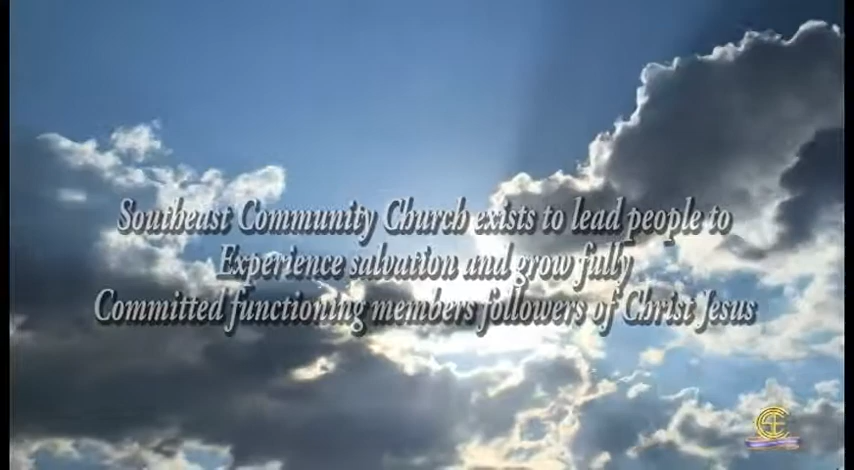 Southeast Community Church exists to lead people to
Experience salvation and grow fully
Committed functioning members followers of Christ Jesus